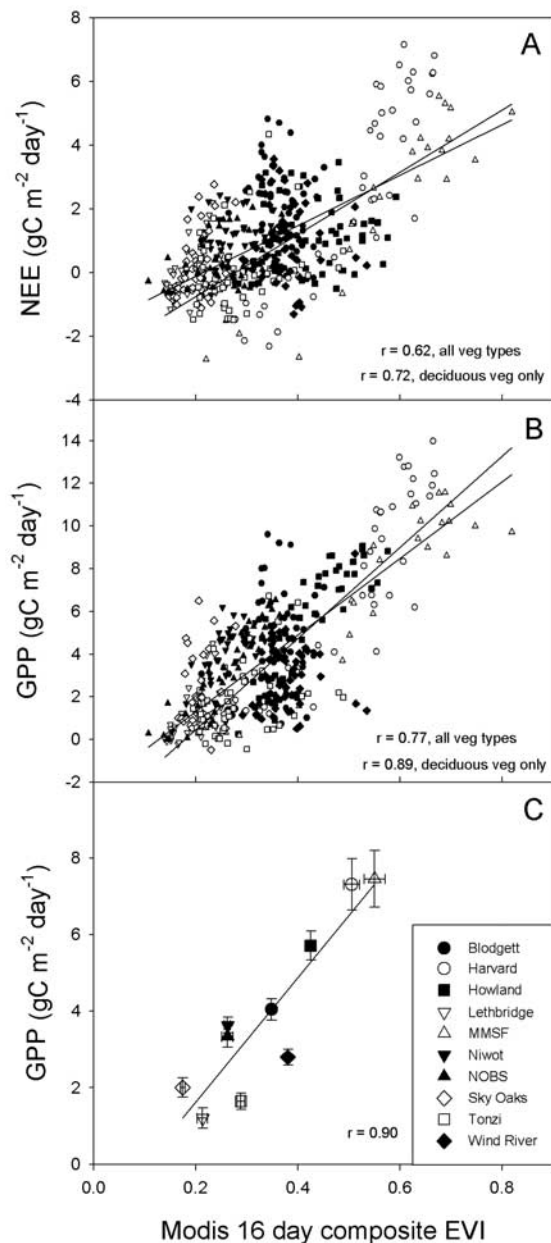 A
8
6
4
2
0
-2
-4
NEE (gC m-2 day-1)
r = 0.62, all veg types
r = 0.72, deciduous veg only
B
14
12
10
8
6
4
2
0
-2
GPP (gC m-2 day-1)
r = 0.77, all veg types
r = 0.89, deciduous veg only
C
8
6
4
2
0
GPP (gC m-2 day-1)
r = 0.90
Blodgett
Harvard
Howland
Lethbridge
MMSF
Niwot
NOBS
Sky Oaks
Tonzi
Wind River
0.0 0.2 0.4 0.6 0.8
Modis 16 day composite EVI